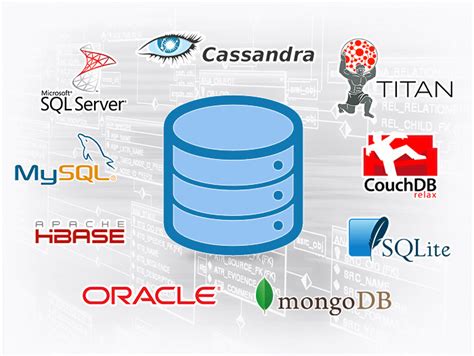 Cassandra
Microsoft
SQL Server
TITAN
MySQL
CouchDB
relax
APACHE
HBASE
SQLite
ORACLE
mongoDB